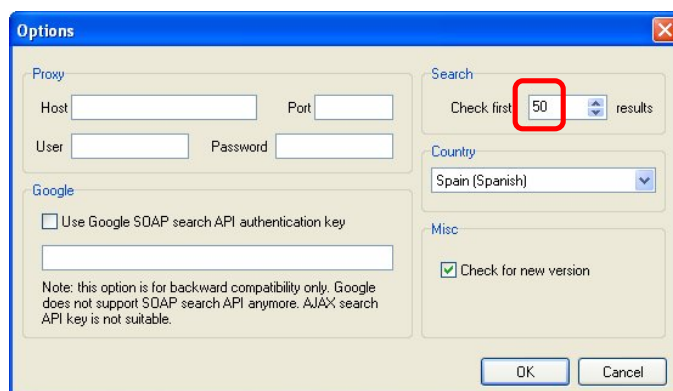 Options
Proxy
Host
Port
User
Password
Google
Use Google SOAP search API authentication key
Note: this option is for backward compatibility only. Google
does not support SOAP search API anymore. AJAX search
API key is not suitable.
Search
Check first 50 results
Country
Spain (Spanish)
Misc
Check for new version
OK
Cancel